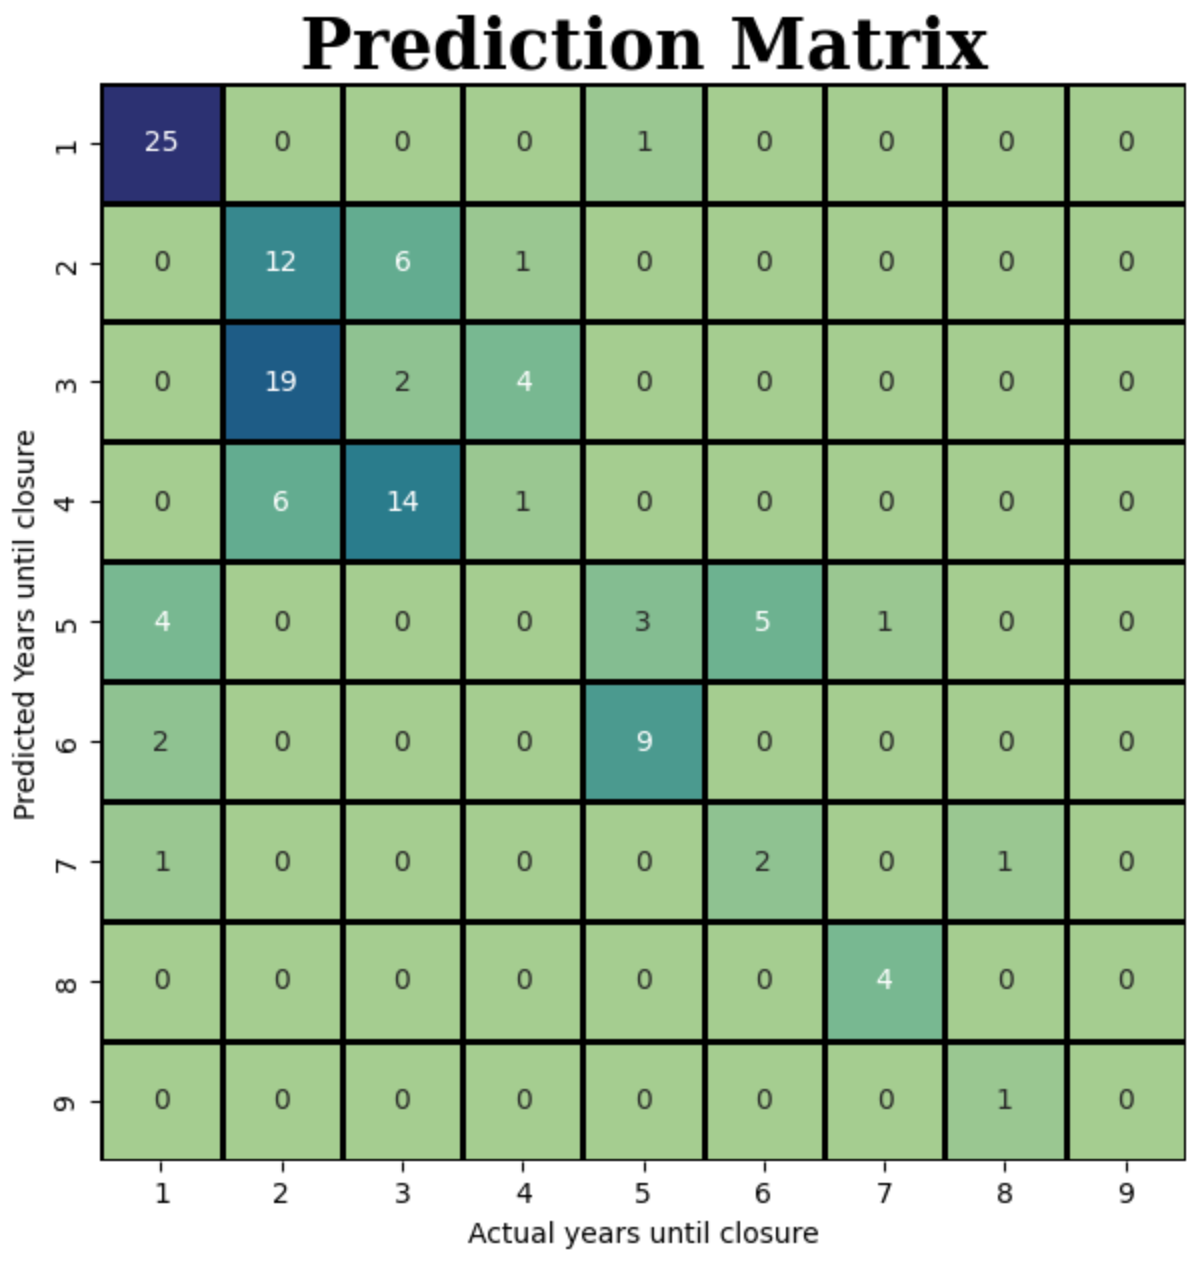 Prediction Matrix
1 25 0 0 0 1 0 0 0 0
2 0 12 6 1 0 0 0 0 0
3 0 19 2 4 0 0 0 0 0
4 0 6 14 1 0 0 0 0 0
5 4 0 0 0 3 5 1 0 0
6 2 0 0 0 9 0 0 0 0
7 1 0 0 0 0 2 0 1 0
8 0 0 0 0 0 0 4 0 0
9 0 0 0 0 0 0 0 1 0
1 2 3 4 5 6 7 8 9
Predicted Years until closure
Actual years until closure